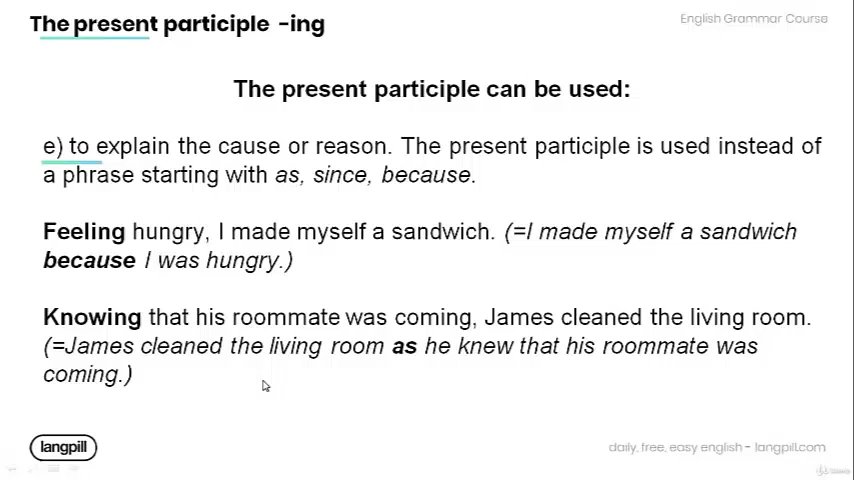 The present participle -ing
English Grammar Course
The present participle can be used:
e) to explain the cause or reason. The present participle is used instead of
a phrase starting with as, since, because.
Feeling hungry, I made myself a sandwich. (=I made myself a sandwich
because I was hungry.)
Knowing that his roommate was coming, James cleaned the living room.
(=James cleaned the living room as he knew that his roommate was
coming.)
langpill
daily, free, easy english - langpill.com